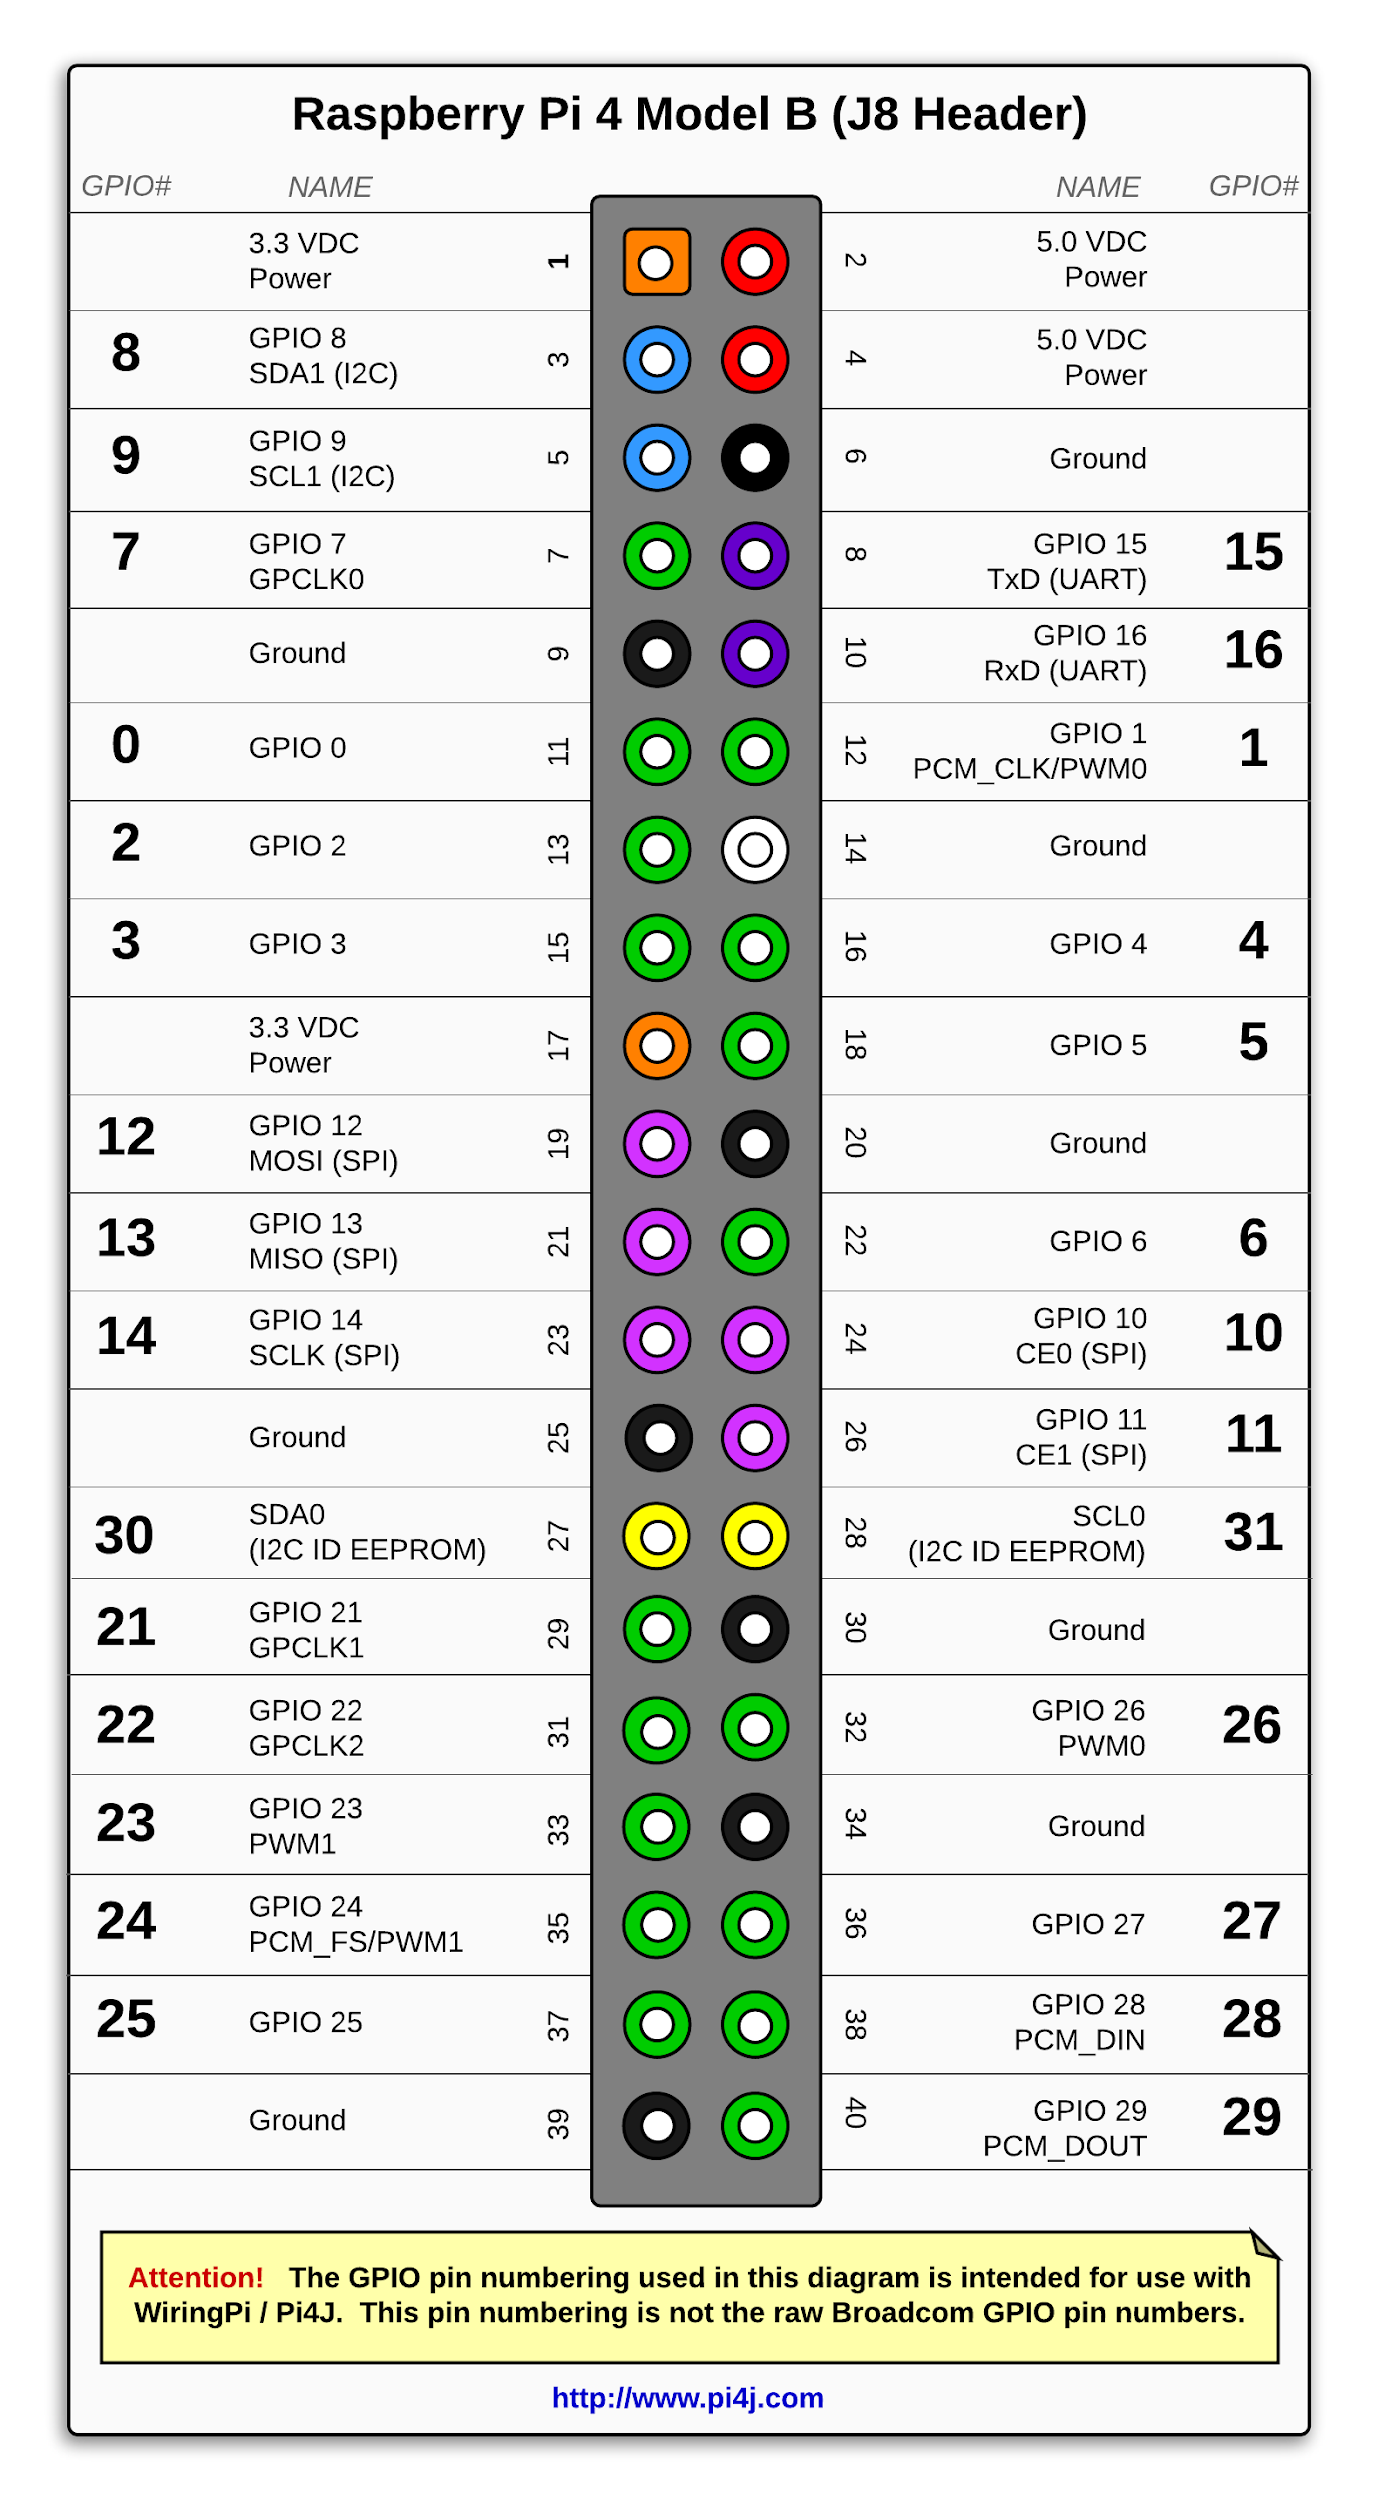 Raspberry Pi 4 Model B (J8 Header)
GPIO# NAME NAME GPIO#
3.3 VDC
Power
1 2
5.0 VDC
Power
8
GPIO 8
SDA1 (I2C)
3 4
5.0 VDC
Power
9
GPIO 9
SCL1 (I2C)
5 6
Ground
7
GPIO 7
GPCLK0
7 8
GPIO 15
TxD (UART)
15
Ground
9 10
GPIO 16
RxD (UART)
16
0
GPIO 0
11 12
GPIO 1
PCM_CLK/PWM0
1
2
GPIO 2
13 14
Ground
3
GPIO 3
15 16
GPIO 4
4
3.3 VDC
Power
17 18
GPIO 5
5
12
GPIO 12
MOSI (SPI)
19 20
Ground
13
GPIO 13
MISO (SPI)
21 22
GPIO 6
6
14
GPIO 14
SCLK (SPI)
23 24
GPIO 10
CE0 (SPI)
10
Ground
25 26
GPIO 11
CE1 (SPI)
11
30
SDA0
(I2C ID EEPROM)
27 28
SCL0
(I2C ID EEPROM)
31
21
GPIO 21
GPCLK1
29 30
Ground
22
GPIO 22
GPCLK2
31 32
GPIO 26
PWM0
26
23
GPIO 23
PWM1
33 34
Ground
24
GPIO 24
PCM_FS/PWM1
35 36
GPIO 27
27
25
GPIO 25
37 38
GPIO 28
PCM_DIN
28
Ground
39 40
GPIO 29
PCM_DOUT
29
Attention! The GPIO pin numbering used in this diagram is intended for use with
WiringPi / Pi4J. This pin numbering is not the raw Broadcom GPIO pin numbers.
http://www.pi4j.com